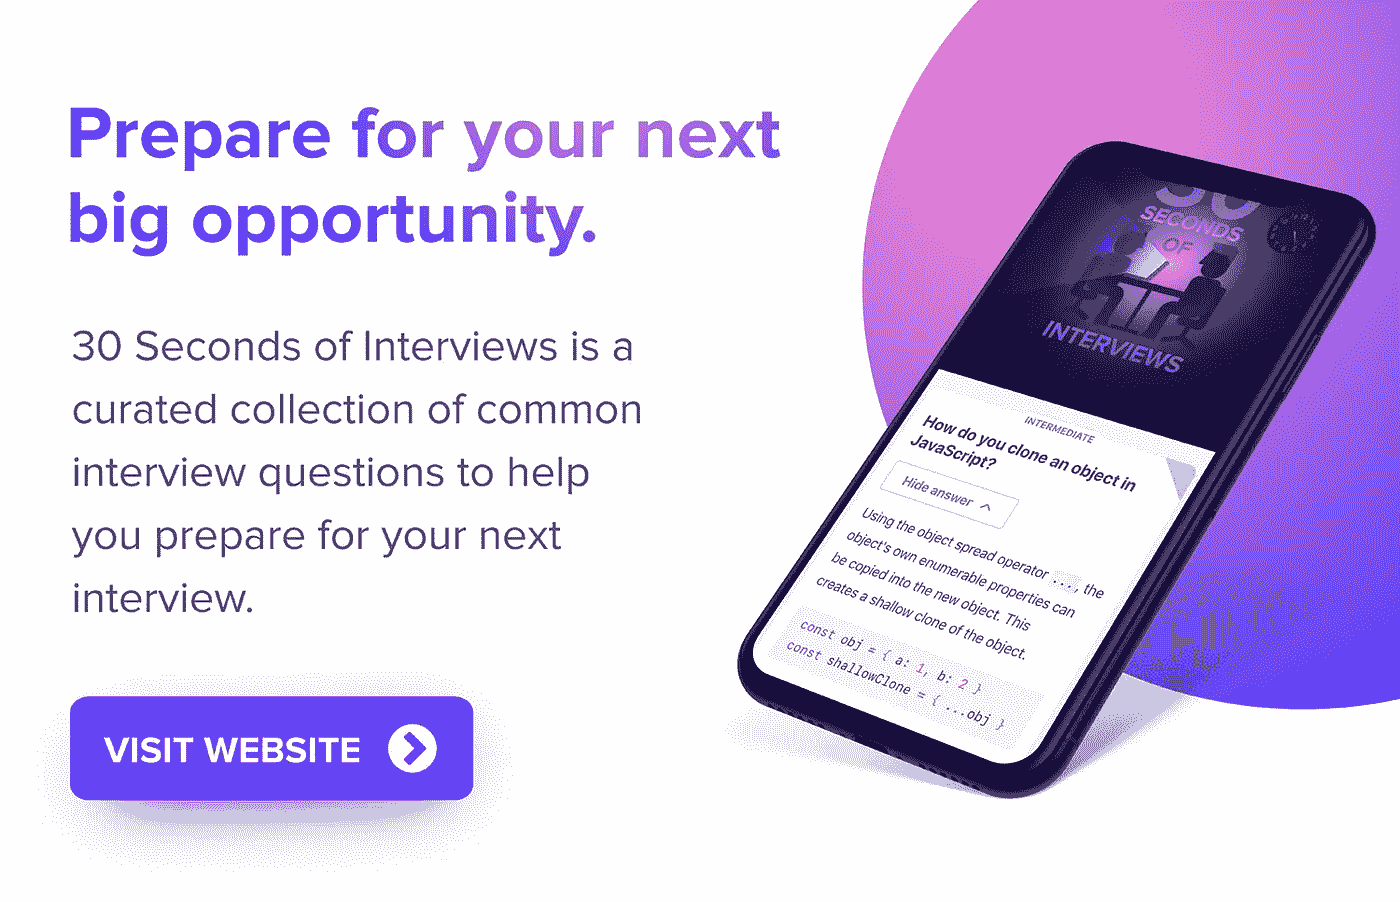 Prepare for your next
big opportunity.
30 Seconds of Interviews is a
curated collection of common
interview questions to help
you prepare for your next
interview.
VISIT WEBSITE
30
SECONDS
OF
INTERVIEWS
INTERMEDIATE
How do you clone an object in
JavaScript?
Hide answer
Using the object spread operator ..., the
object's own enumerable properties can
be copied into the new object. This
creates a shallow clone of the object.
const obj = { a: 1, b: 2 }
const shallowClone = { ...obj }